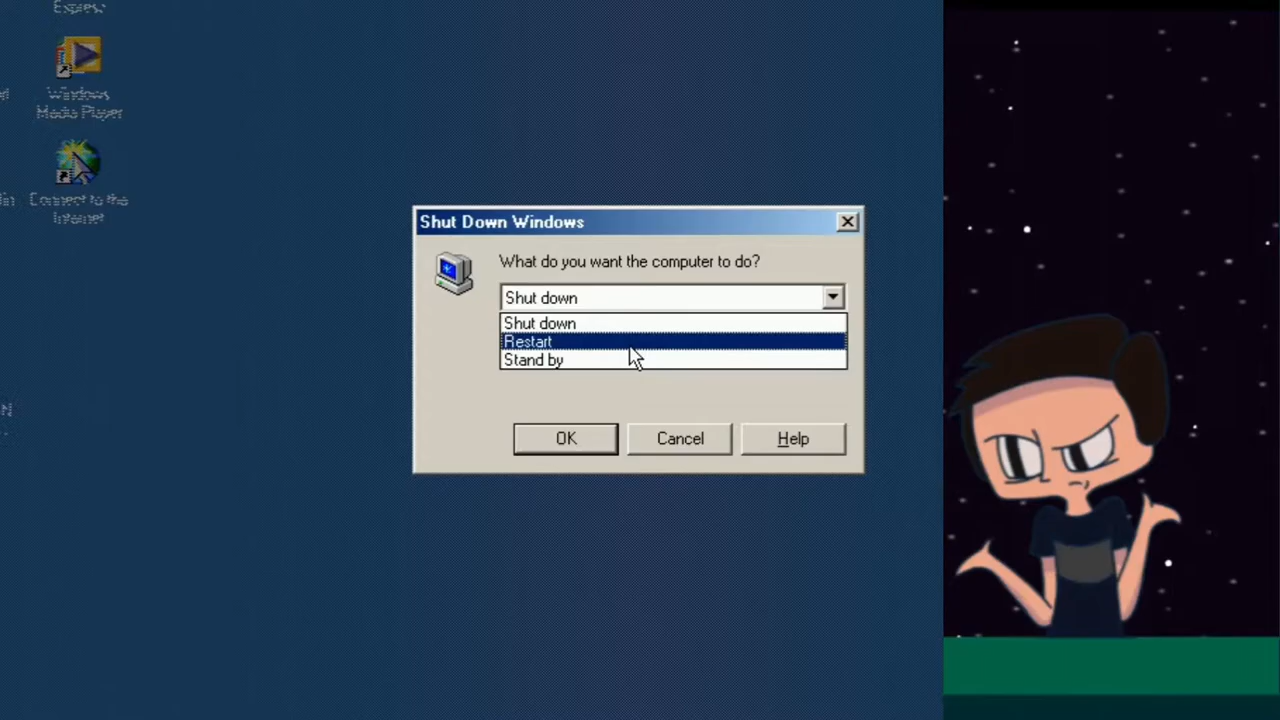 Express
Windows
Media Player
Connect to the
Internet
Shut Down Windows
What do you want the computer to do?
Shut down
Shut down
Restart
Stand by
OK
Cancel
Help